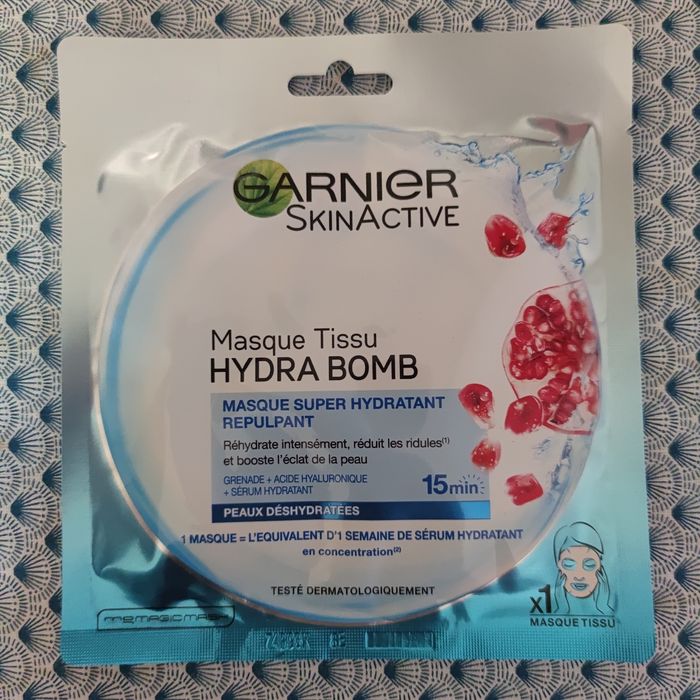 GARNIER
SKINACTIVE
Masque Tissu
HYDRA BOMB
MASQUE SUPER HYDRATANT
REPULPANT
Réhydrate intensément, réduit les ridules(1)
et booste l'éclat de la peau
GRENADE + ACIDE HYALURONIQUE
+ SÉRUM HYDRATANT
15min
PEAUX DÉSHYDRATÉES
1 MASQUE = L'EQUIVALENT D'1 SEMAINE DE SÉRUM HYDRATANT
en concentration(2)
TESTÉ DERMATOLOGIQUEMENT
x1
MASQUE TISSU